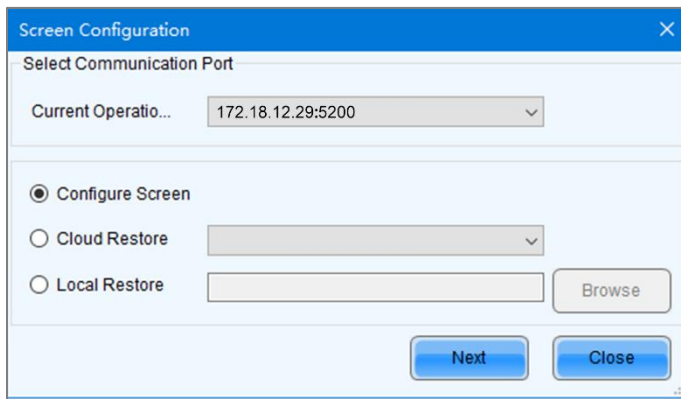 Screen Configuration
Select Communication Port
Current Operatio... 172.18.12.29:5200
Configure Screen
Cloud Restore
Local Restore Browse
Next Close